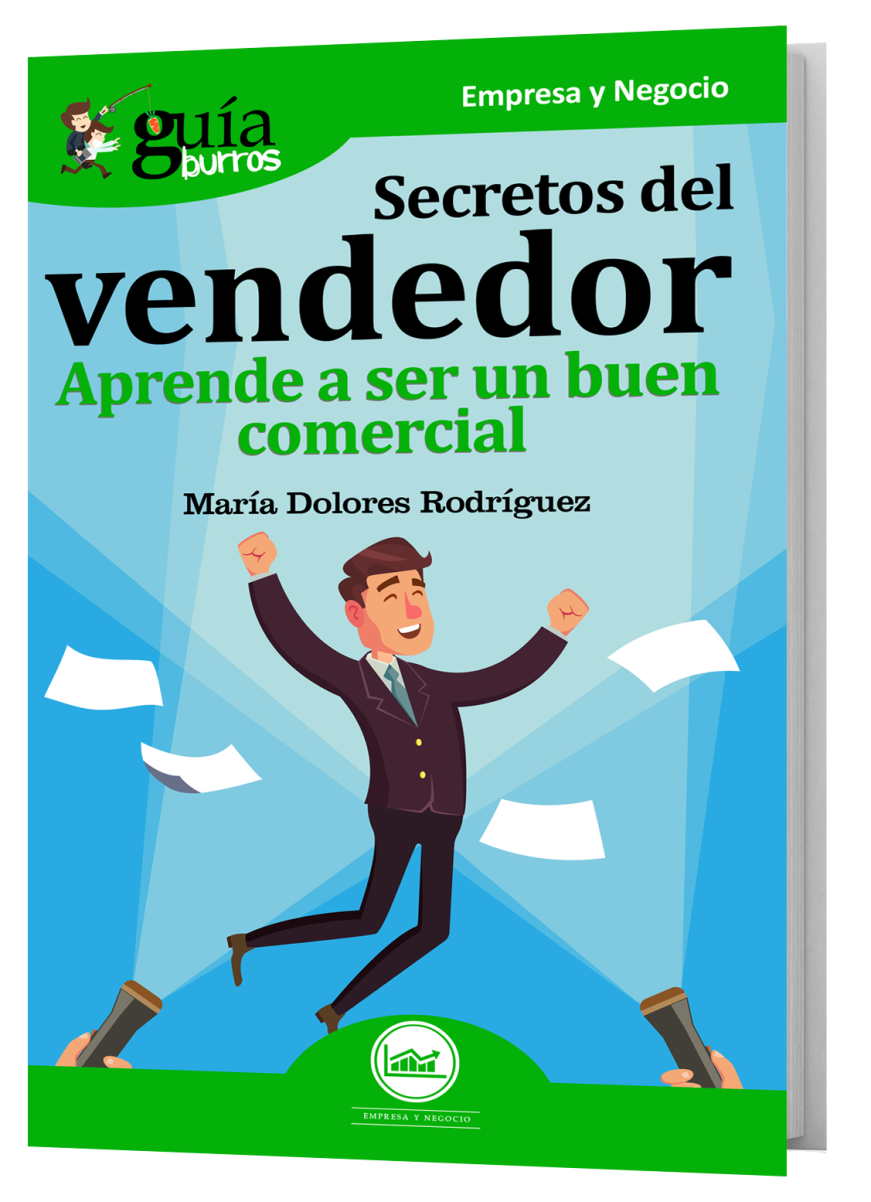 guía
burros
Empresa y Negocio
Secretos del
vendedor
Aprende a ser un buen
comercial
María Dolores Rodríguez
EMPRESA Y NEGOCIO